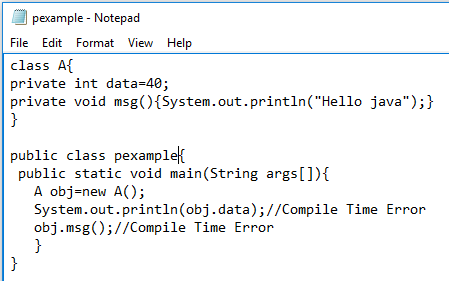 pexample - Notepad
File Edit Format View Help
class A{
private int data=40;
private void msg(){System.out.println("Hello java");}
}

public class pexample{
 public static void main(String args[]){
   A obj=new A();
   System.out.println(obj.data);//Compile Time Error
   obj.msg();//Compile Time Error
   }
}